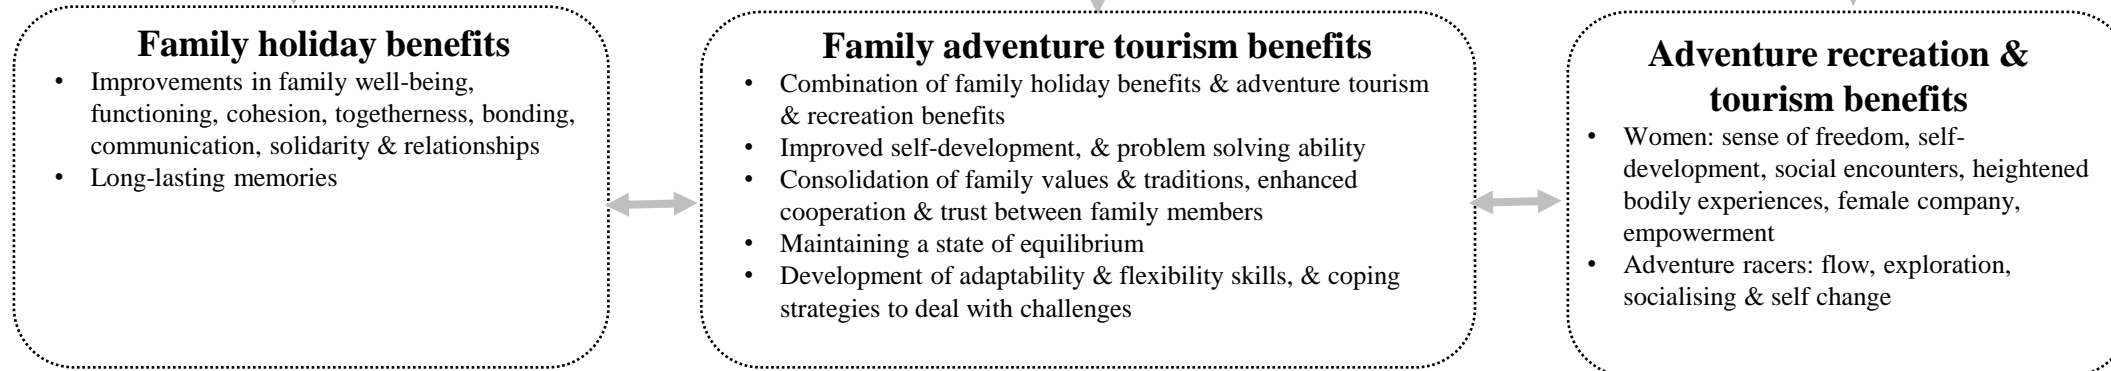 Family holiday benefits
• Improvements in family well-being,
functioning, cohesion, togetherness, bonding,
communication, solidarity & relationships
• Long-lasting memories
Family adventure tourism benefits
• Combination of family holiday benefits & adventure tourism
& recreation benefits
• Improved self-development, & problem solving ability
• Consolidation of family values & traditions, enhanced
cooperation & trust between family members
• Maintaining a state of equilibrium
• Development of adaptability & flexibility skills, & coping
strategies to deal with challenges
Adventure recreation &
tourism benefits
• Women: sense of freedom, self-
development, social encounters, heightened
bodily experiences, female company,
empowerment
• Adventure racers: flow, exploration,
socialising & self change